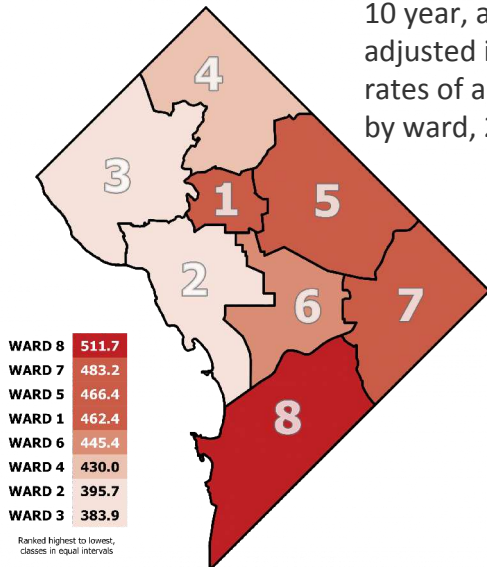 10 year, a
adjusted i
rates of a
by ward, 2
4
3
1
5
2
6
7
8
WARD 8 511.7
WARD 7 483.2
WARD 5 466.4
WARD 1 462.4
WARD 6 445.4
WARD 4 430.0
WARD 2 395.7
WARD 3 383.9
Ranked highest to lowest,
classes in equal intervals